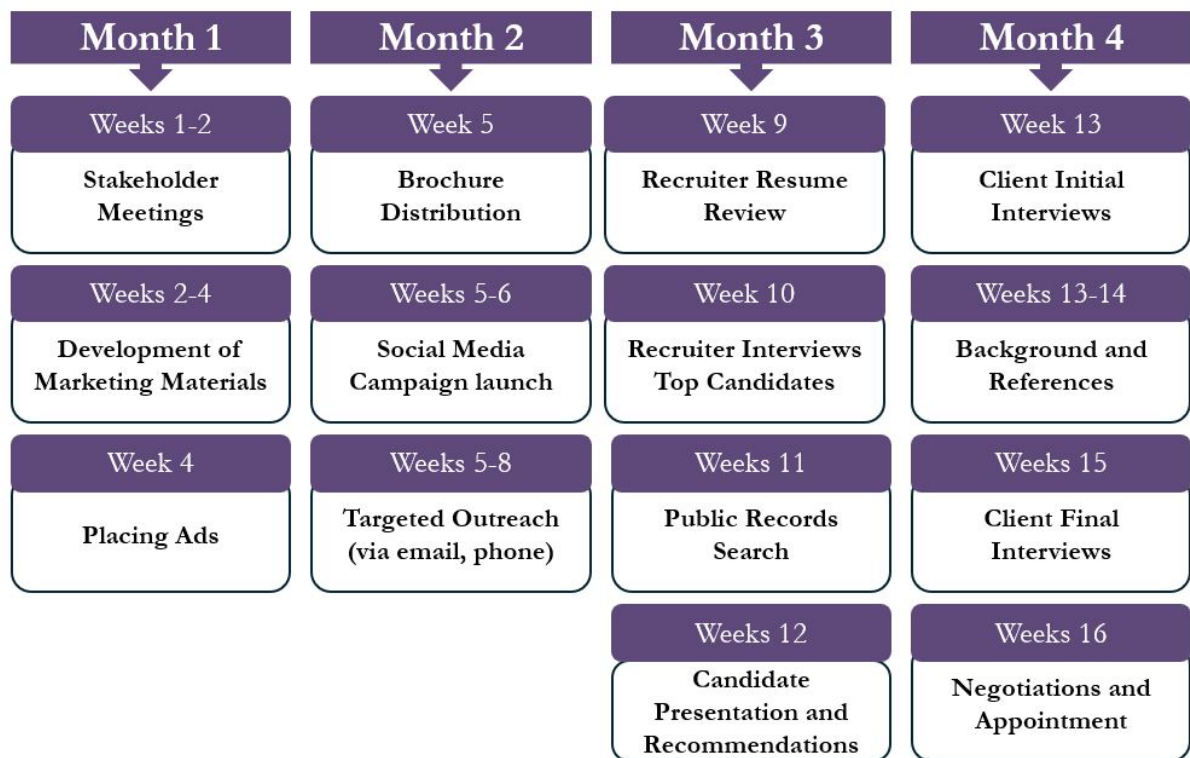 Month 1
Weeks 1-2
Stakeholder
Meetings
Weeks 2-4
Development of
Marketing Materials
Week 4
Placing Ads
Month 2
Week 5
Brochure
Distribution
Weeks 5-6
Social Media
Campaign launch
Weeks 5-8
Targeted Outreach
(via email, phone)
Month 3
Week 9
Recruiter Resume
Review
Week 10
Recruiter Interviews
Top Candidates
Weeks 11
Public Records
Search
Weeks 12
Candidate
Presentation and
Recommendations
Month 4
Week 13
Client Initial
Interviews
Weeks 13-14
Background and
References
Weeks 15
Client Final
Interviews
Weeks 16
Negotiations and
Appointment